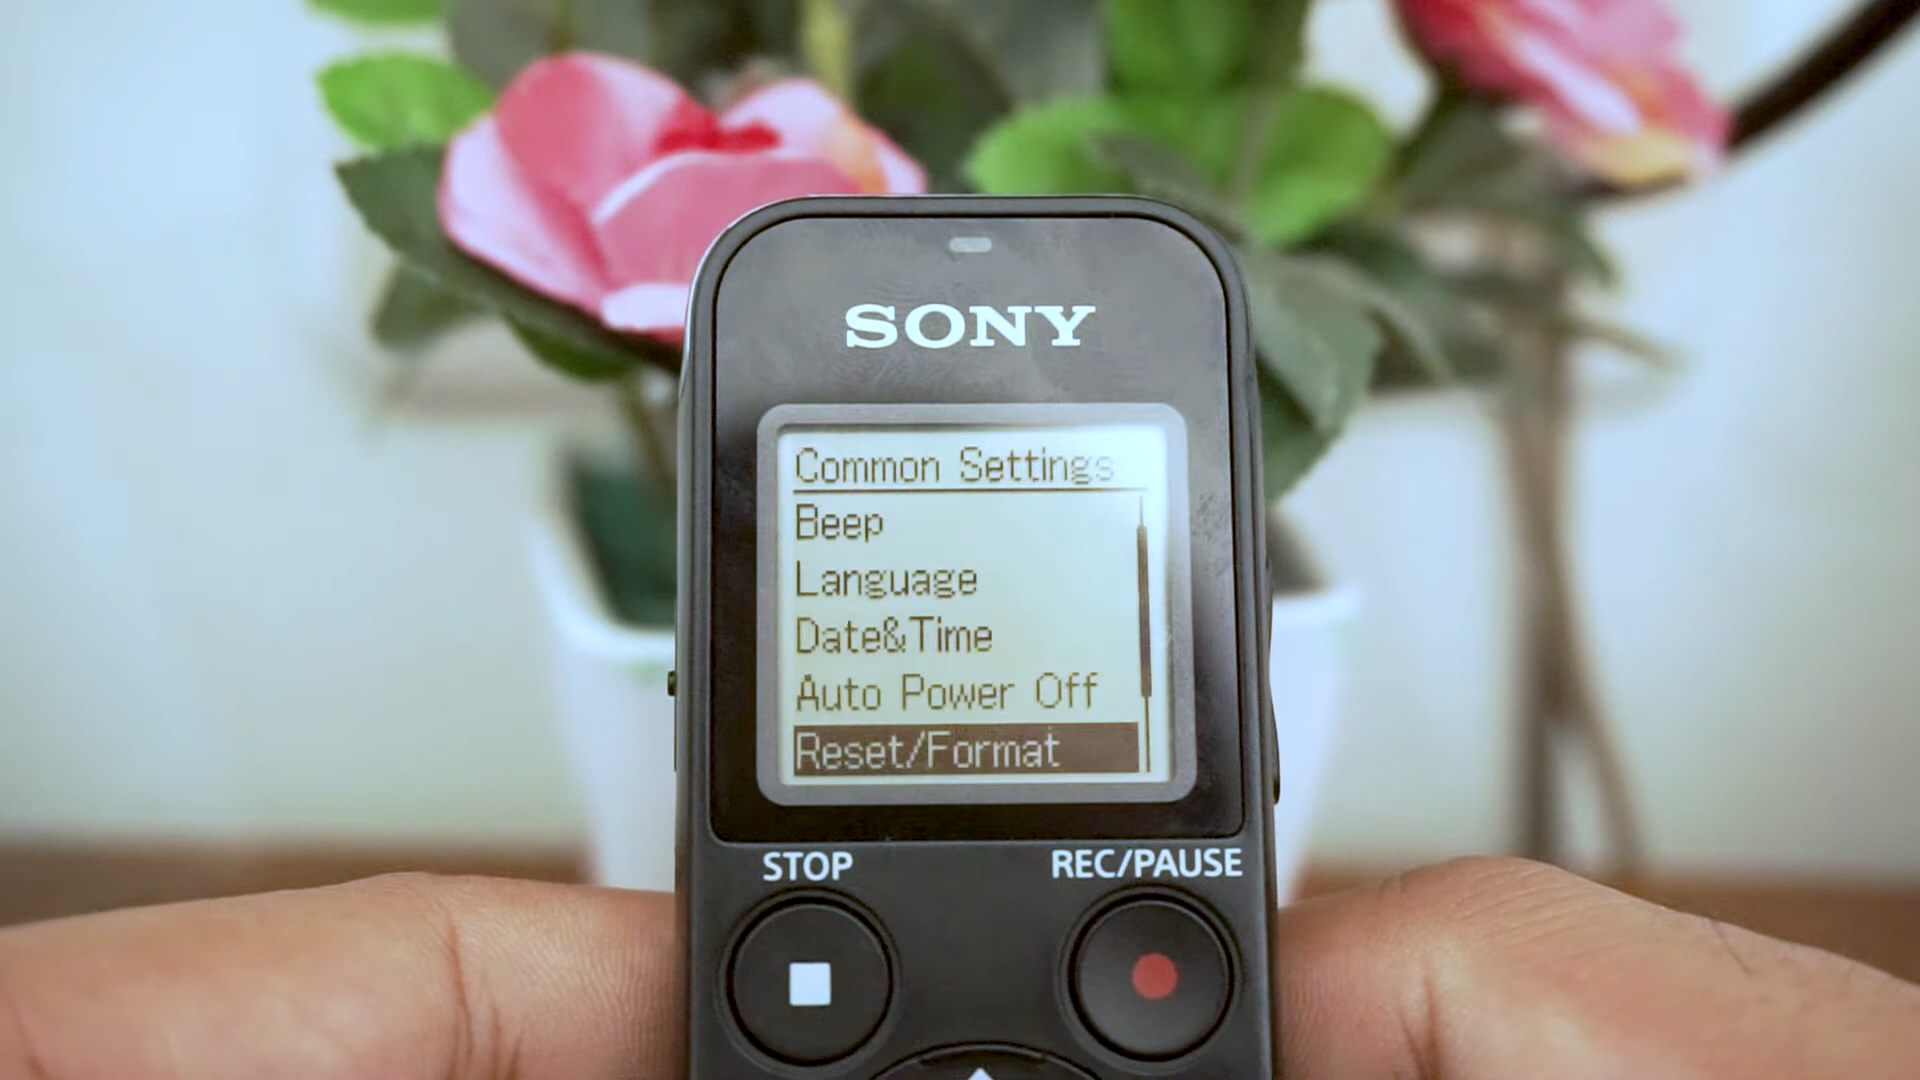 SONY
Common Settings
Beep
Language
Date&Time
Auto Power Off
Reset/Format
STOP
REC/PAUSE